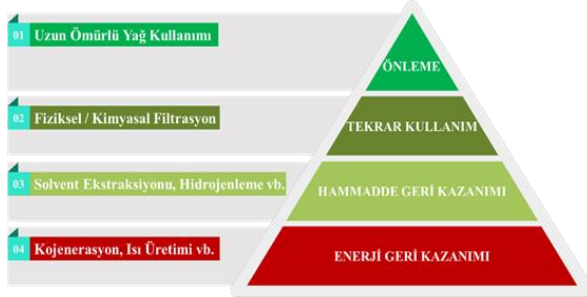 01 Uzun Ömürlü Yağ Kullanımı
ÖNLEME
02 Fiziksel / Kimyasal Filtrasyon
TEKRAR KULLANIM
03 Solvent Ekstraksiyonu, Hidrojenleme vb.
HAMMADDE GERİ KAZANIMI
04 Kojenerasyon, Isı Üretimi vb.
ENERJİ GERİ KAZANIMI